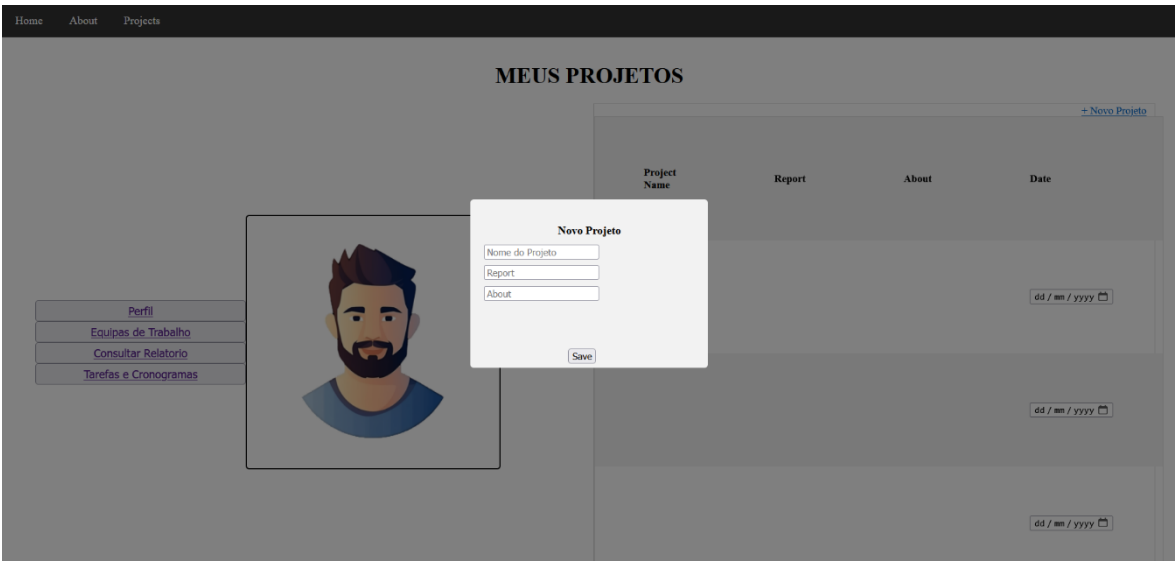 Home About Projects
MEUS PROJETOS
+ Novo Projeto
Project
Name
Report
About
Date
Perfil
Equipas de Trabalho
Consultar Relatorio
Tarefas e Cronogramas
Novo Projeto
Nome do Projeto
Report
About
Save
dd / mm / yyyy
dd / mm / yyyy
dd / mm / yyyy